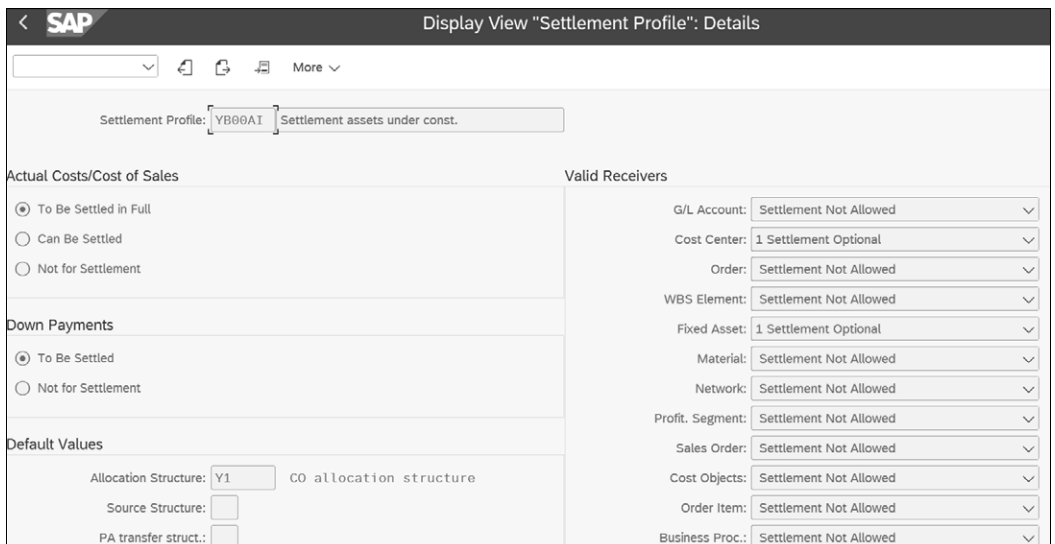 SAP
Display View "Settlement Profile": Details
More
Settlement Profile: YB00AI Settlement assets under const.
Actual Costs/Cost of Sales
To Be Settled in Full
Can Be Settled
Not for Settlement
Down Payments
To Be Settled
Not for Settlement
Default Values
Allocation Structure: Y1 CO allocation structure
Source Structure:
PA transfer struct.:
Valid Receivers
G/L Account: Settlement Not Allowed
Cost Center: 1 Settlement Optional
Order: Settlement Not Allowed
WBS Element: Settlement Not Allowed
Fixed Asset: 1 Settlement Optional
Material: Settlement Not Allowed
Network: Settlement Not Allowed
Profit. Segment: Settlement Not Allowed
Sales Order: Settlement Not Allowed
Cost Objects: Settlement Not Allowed
Order Item: Settlement Not Allowed
Business Proc.: Settlement Not Allowed